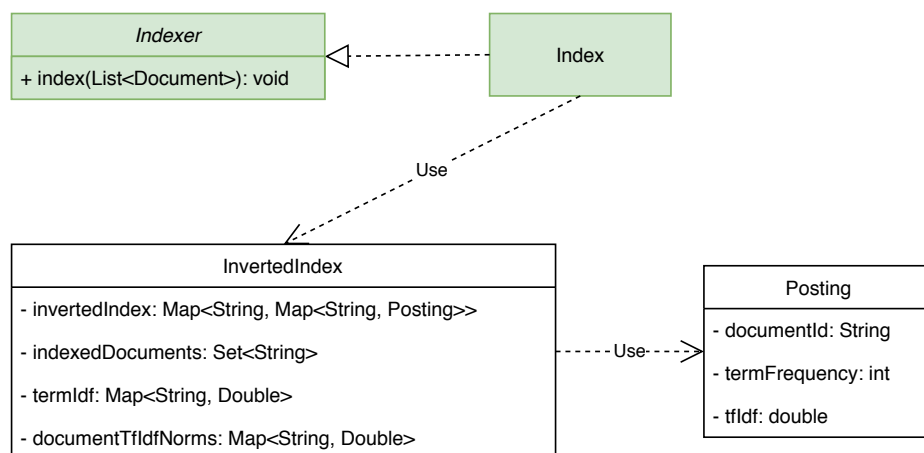 Indexer
+ index(List<Document>): void
Index
Use
InvertedIndex
- invertedIndex: Map<String, Map<String, Posting>>
- indexedDocuments: Set<String>
- termIdf: Map<String, Double>
- documentTfIdfNorms: Map<String, Double>
Use
Posting
- documentId: String
- termFrequency: int
- tfIdf: double